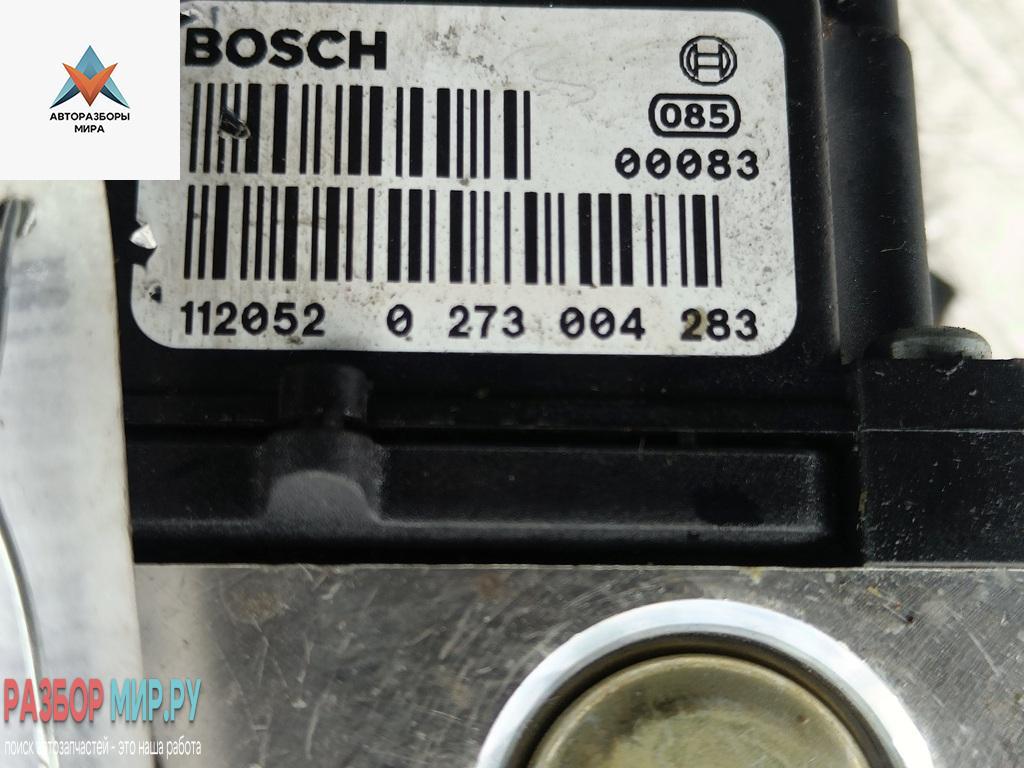 АВТОРАЗБОРЫ
МИРА
BOSCH
085
00083
112052 0 273 004 283
РАЗБОР МИР.РУ
поиск автозапчастей - это наша работа